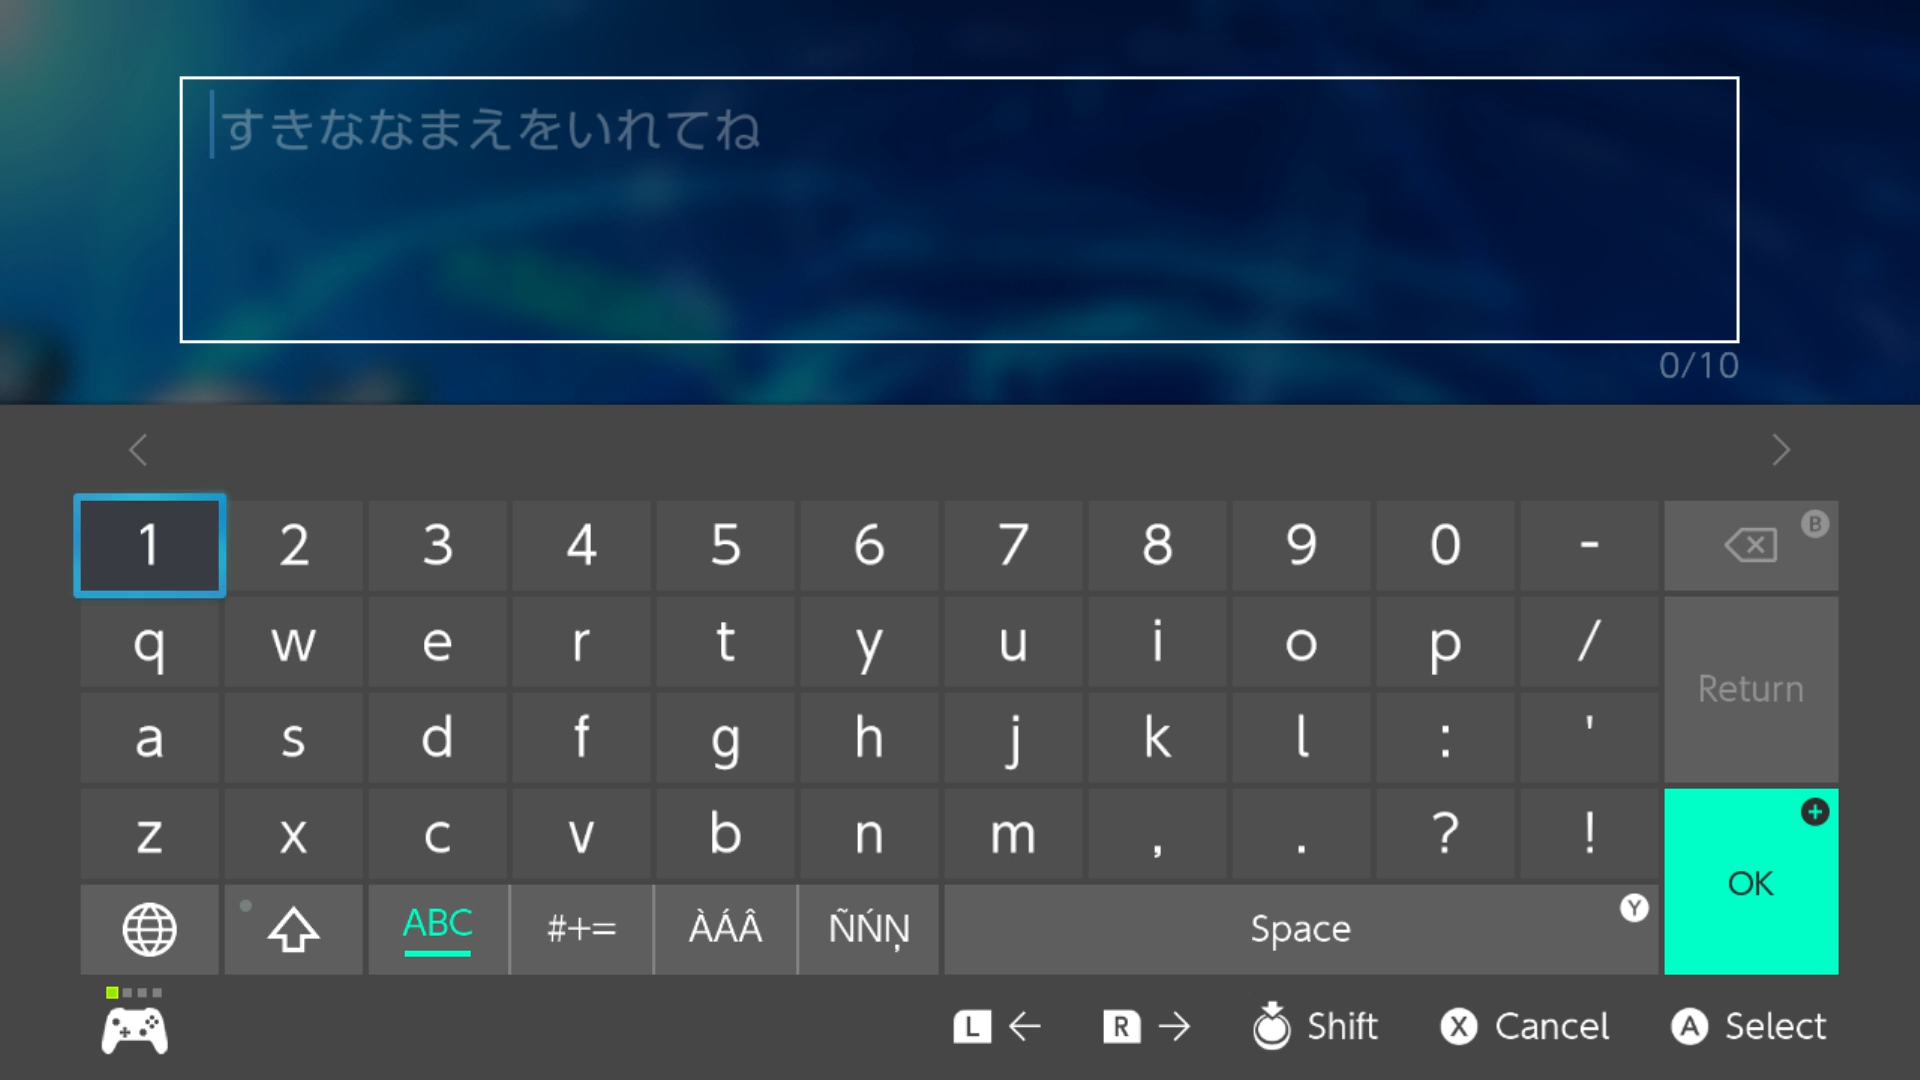 すきななまえをいれてね
0/10
1 2 3 4 5 6 7 8 9 0 - B
q w e r t y u i o p /
Return
a s d f g h j k l : '
z x c v b n m , . ? !
OK
ABC #+= ÀÁÂ ÑŃŅ Space Y
L ← R → Shift X Cancel A Select